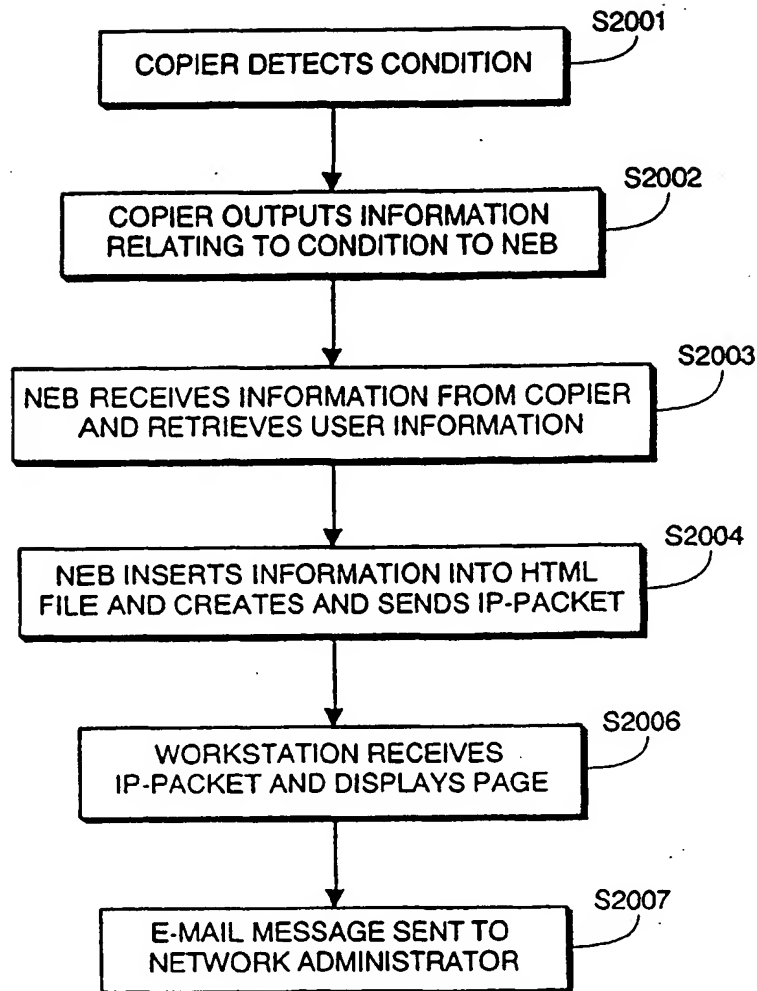 S2001
COPIER DETECTS CONDITION
S2002
COPIER OUTPUTS INFORMATION
RELATING TO CONDITION TO NEB
S2003
NEB RECEIVES INFORMATION FROM COPIER
AND RETRIEVES USER INFORMATION
S2004
NEB INSERTS INFORMATION INTO HTML
FILE AND CREATES AND SENDS IP-PACKET
S2006
WORKSTATION RECEIVES
IP-PACKET AND DISPLAYS PAGE
S2007
E-MAIL MESSAGE SENT TO
NETWORK ADMINISTRATOR